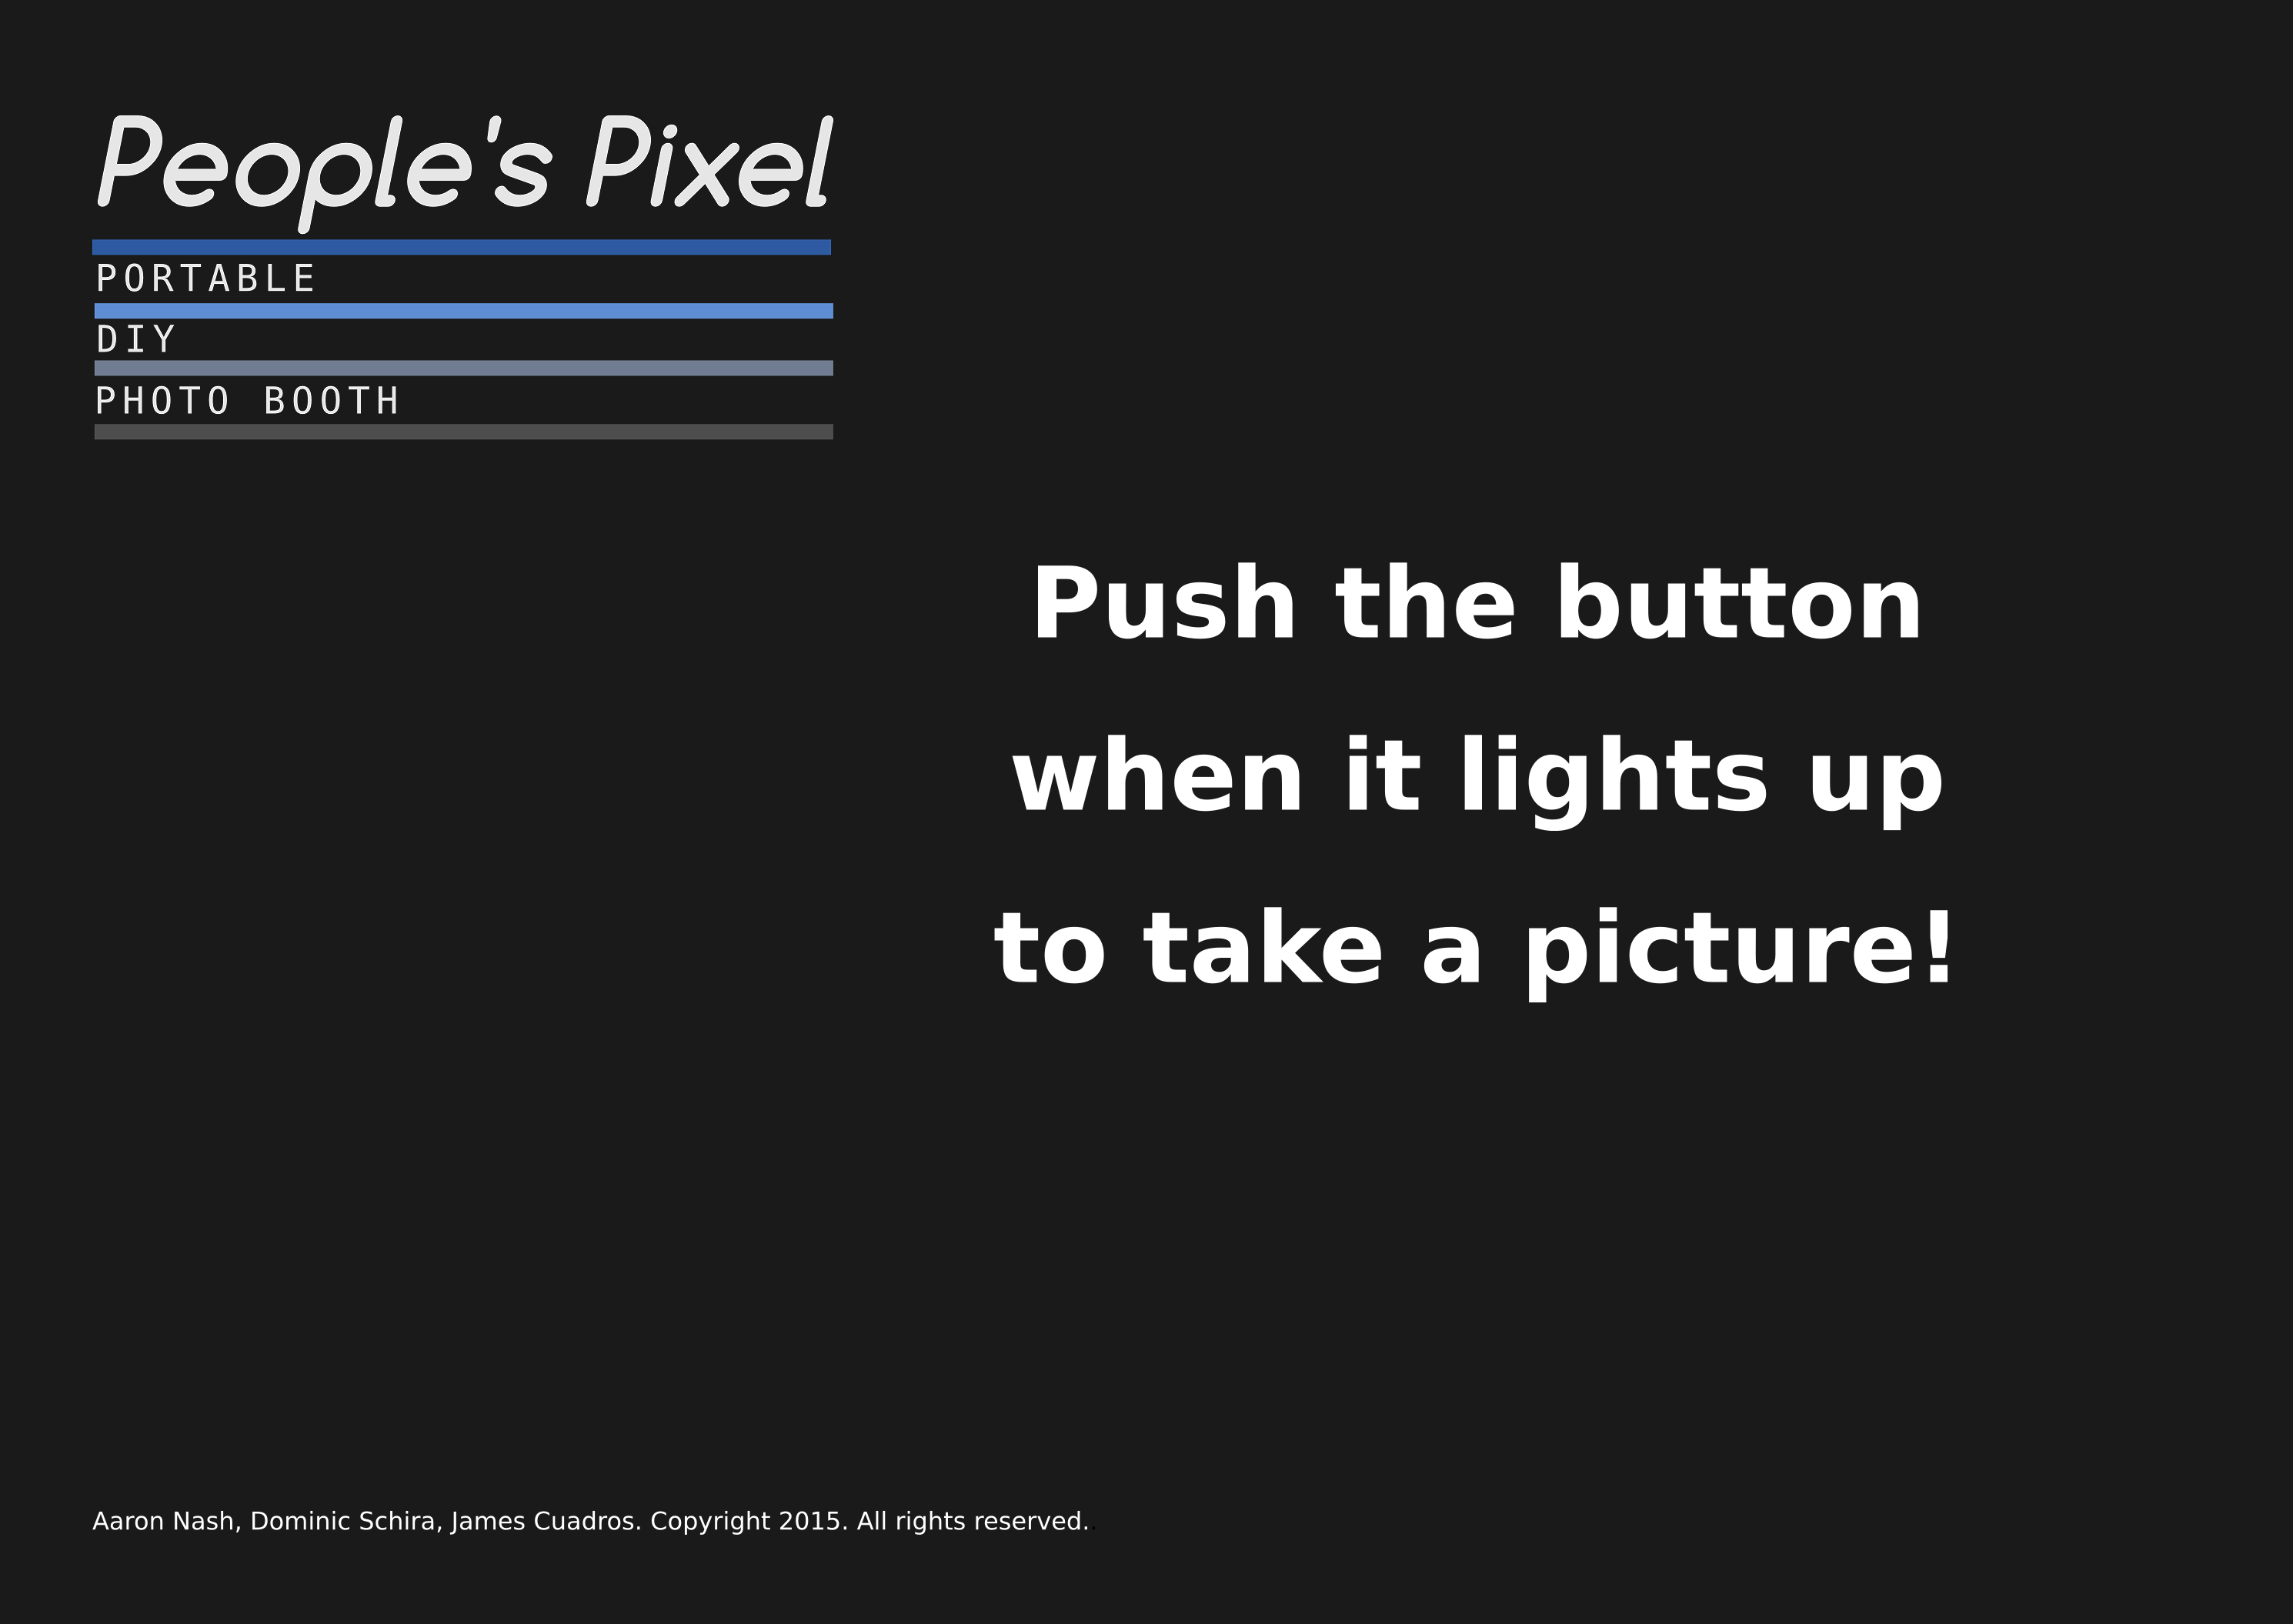 People's Pixel
PORTABLE
DIY
PHOTO BOOTH
Push the button
when it lights up
to take a picture!
Aaron Nash, Dominic Schira, James Cuadros. Copyright 2015. All rights reserved.